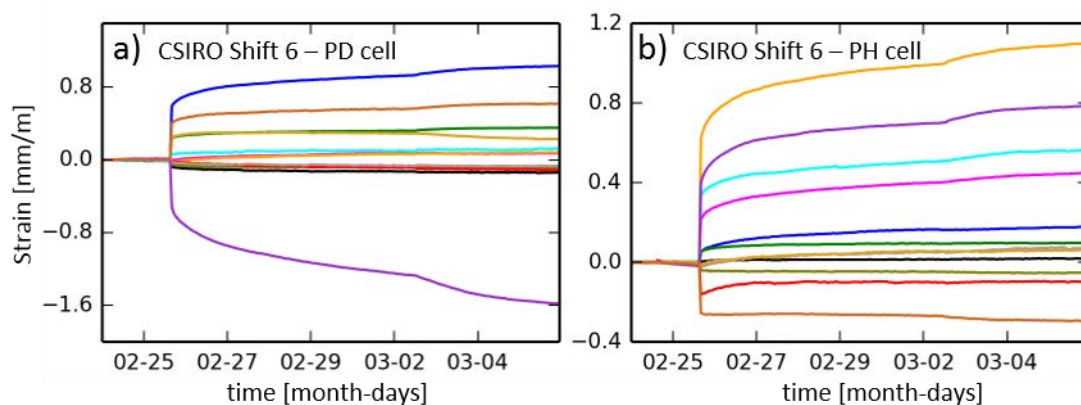 a) CSIRO Shift 6 – PD cell
Strain [mm/m]
0.8
0.0
−0.8
−1.6
02-25 02-27 02-29 03-02 03-04
time [month-days]
b) CSIRO Shift 6 – PH cell
1.2
0.8
0.4
0.0
−0.4
02-25 02-27 02-29 03-02 03-04
time [month-days]